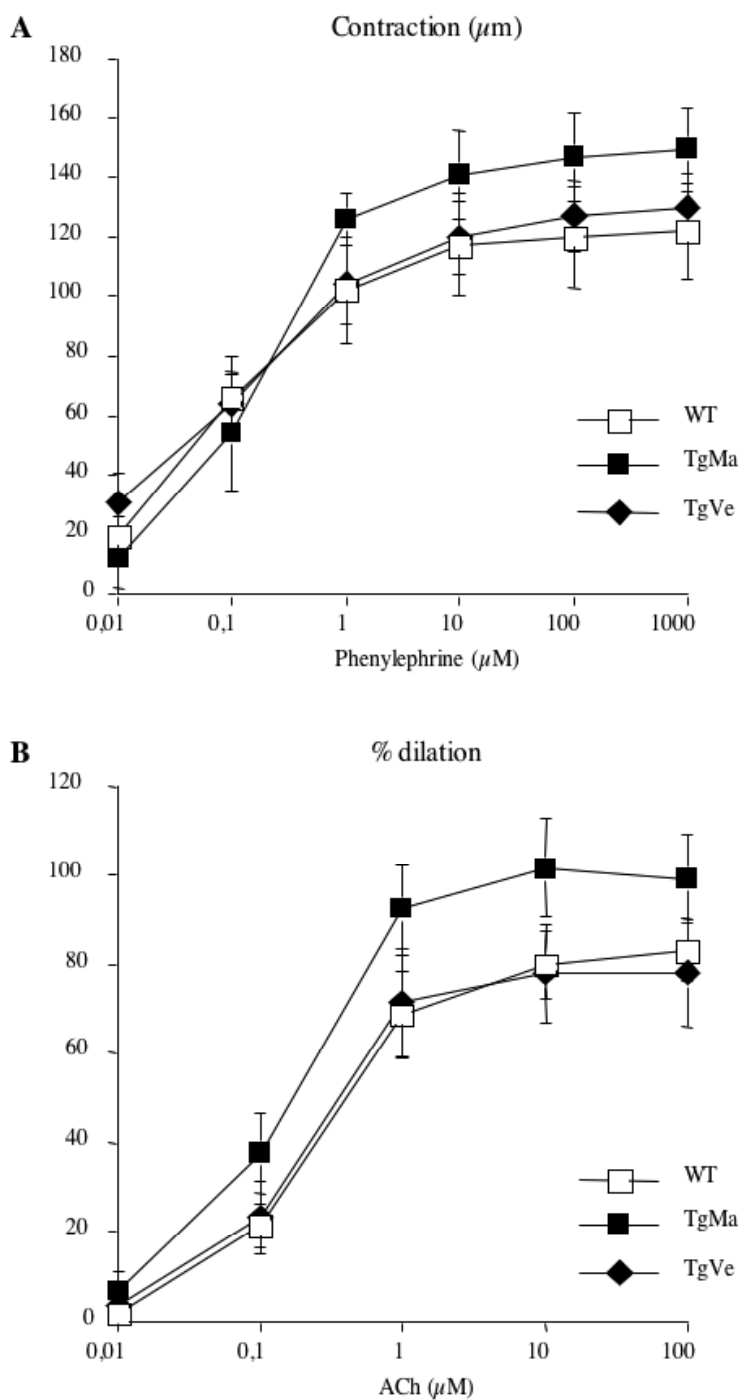 A
Contraction (µm)
180
160
140
120
100
80
60
40
20
0
WT
TgMa
TgVe
0,01 0,1 1 10 100 1000
Phenylephrine (µM)
B
% dilation
120
100
80
60
40
20
0
WT
TgMa
TgVe
0,01 0,1 1 10 100
ACh (µM)